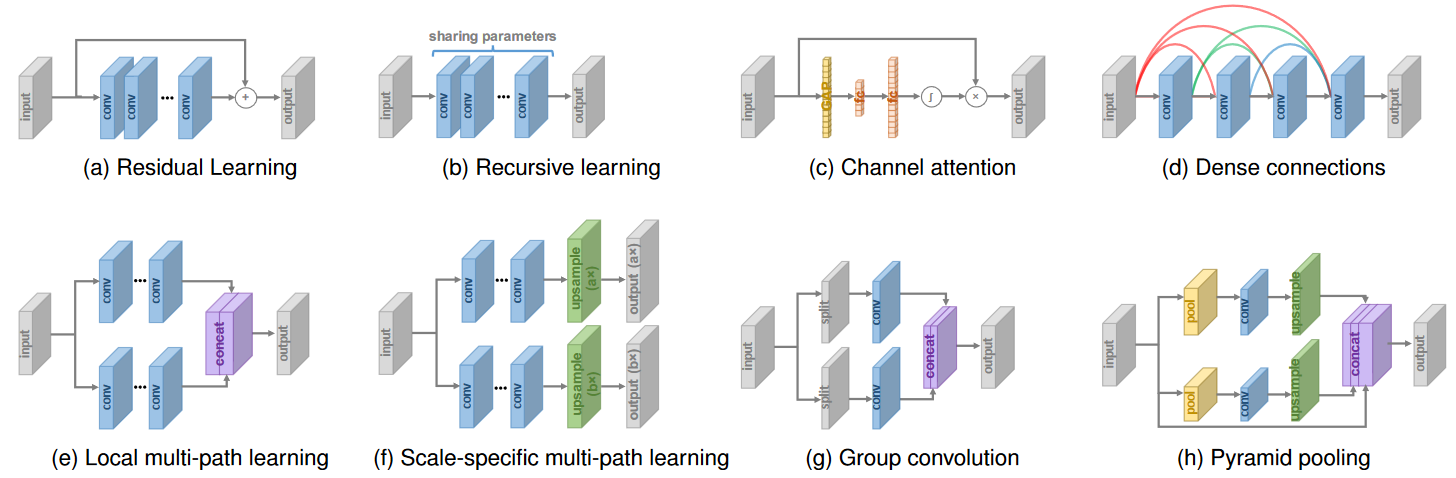 sharing parameters
input
conv
conv
conv
+
output
(a) Residual Learning
input
conv
conv
conv
output
(b) Recursive learning
input
GAP
fc
fc
∫
×
output
(c) Channel attention
input
conv
conv
conv
conv
output
(d) Dense connections
input
conv
conv
conv
conv
concat
output
(e) Local multi-path learning
input
conv
conv
upsample
(a×)
output (a×)
conv
conv
upsample
(b×)
output (b×)
(f) Scale-specific multi-path learning
input
split
conv
split
conv
concat
output
(g) Group convolution
input
pool
conv
upsample
pool
conv
upsample
concat
output
(h) Pyramid pooling